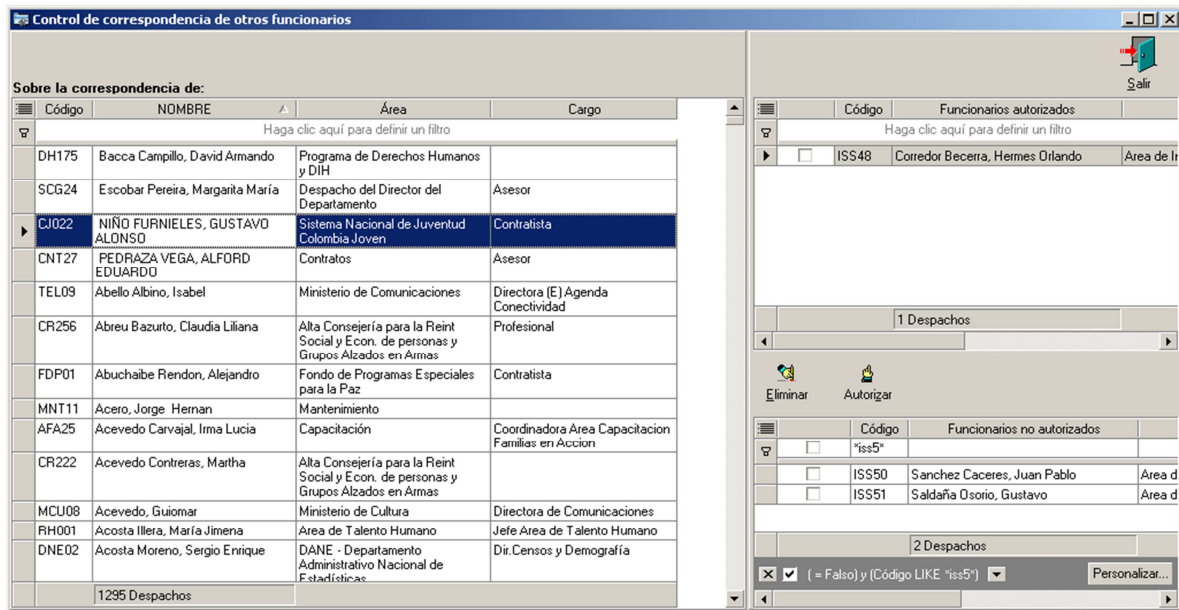 Control de correspondencia de otros funcionarios
Salir
Sobre la correspondencia de:
Código NOMBRE Área Cargo
Haga clic aquí para definir un filtro
DH175 Bacca Campillo, David Armando Programa de Derechos Humanos
y DIH
SCG24 Escobar Pereira, Margarita María Despacho del Director del Asesor
Departamento
CJ022 NIÑO FURNIELES, GUSTAVO Sistema Nacional de Juventud Contratista
ALONSO Colombia Joven
CNT27 PEDRAZA VEGA, ALFORD Contratos Asesor
EDUARDO
TEL09 Abello Albino, Isabel Ministerio de Comunicaciones Directora (E) Agenda
Conectividad
CR256 Abreu Bazurto, Claudia Liliana Alta Consejería para la Reint Profesional
Social y Econ. de personas y
Grupos Alzados en Armas
FDP01 Abuchaibe Rendon, Alejandro Fondo de Programas Especiales Contratista
para la Paz
MNT11 Acero, Jorge Hernan Mantenimiento
AFA25 Acevedo Carvajal, Irma Lucia Capacitación Coordinadora Area Capacitacion
Familias en Accion
CR222 Acevedo Contreras, Martha Alta Consejería para la Reint
Social y Econ. de personas y
Grupos Alzados en Armas
MCU08 Acevedo, Guiomar Ministerio de Cultura Directora de Comunicaciones
RH001 Acosta Illera, María Jimena Area de Talento Humano Jefe Area de Talento Humano
DNE02 Acosta Moreno, Sergio Enrique DANE - Departamento Dir.Censos y Demografía
Administrativo Nacional de
Estadísticas
1295 Despachos
Código Funcionarios autorizados
Haga clic aquí para definir un filtro
ISS48 Corredor Becerra, Hermes Orlando Area de In
1 Despachos
Eliminar Autorizar
Código Funcionarios no autorizados
*iss5*
ISS50 Sanchez Caceres, Juan Pablo Area d
ISS51 Saldaña Osorio, Gustavo Area d
2 Despachos
( = Falso) y (Código LIKE *iss5*) Personalizar...